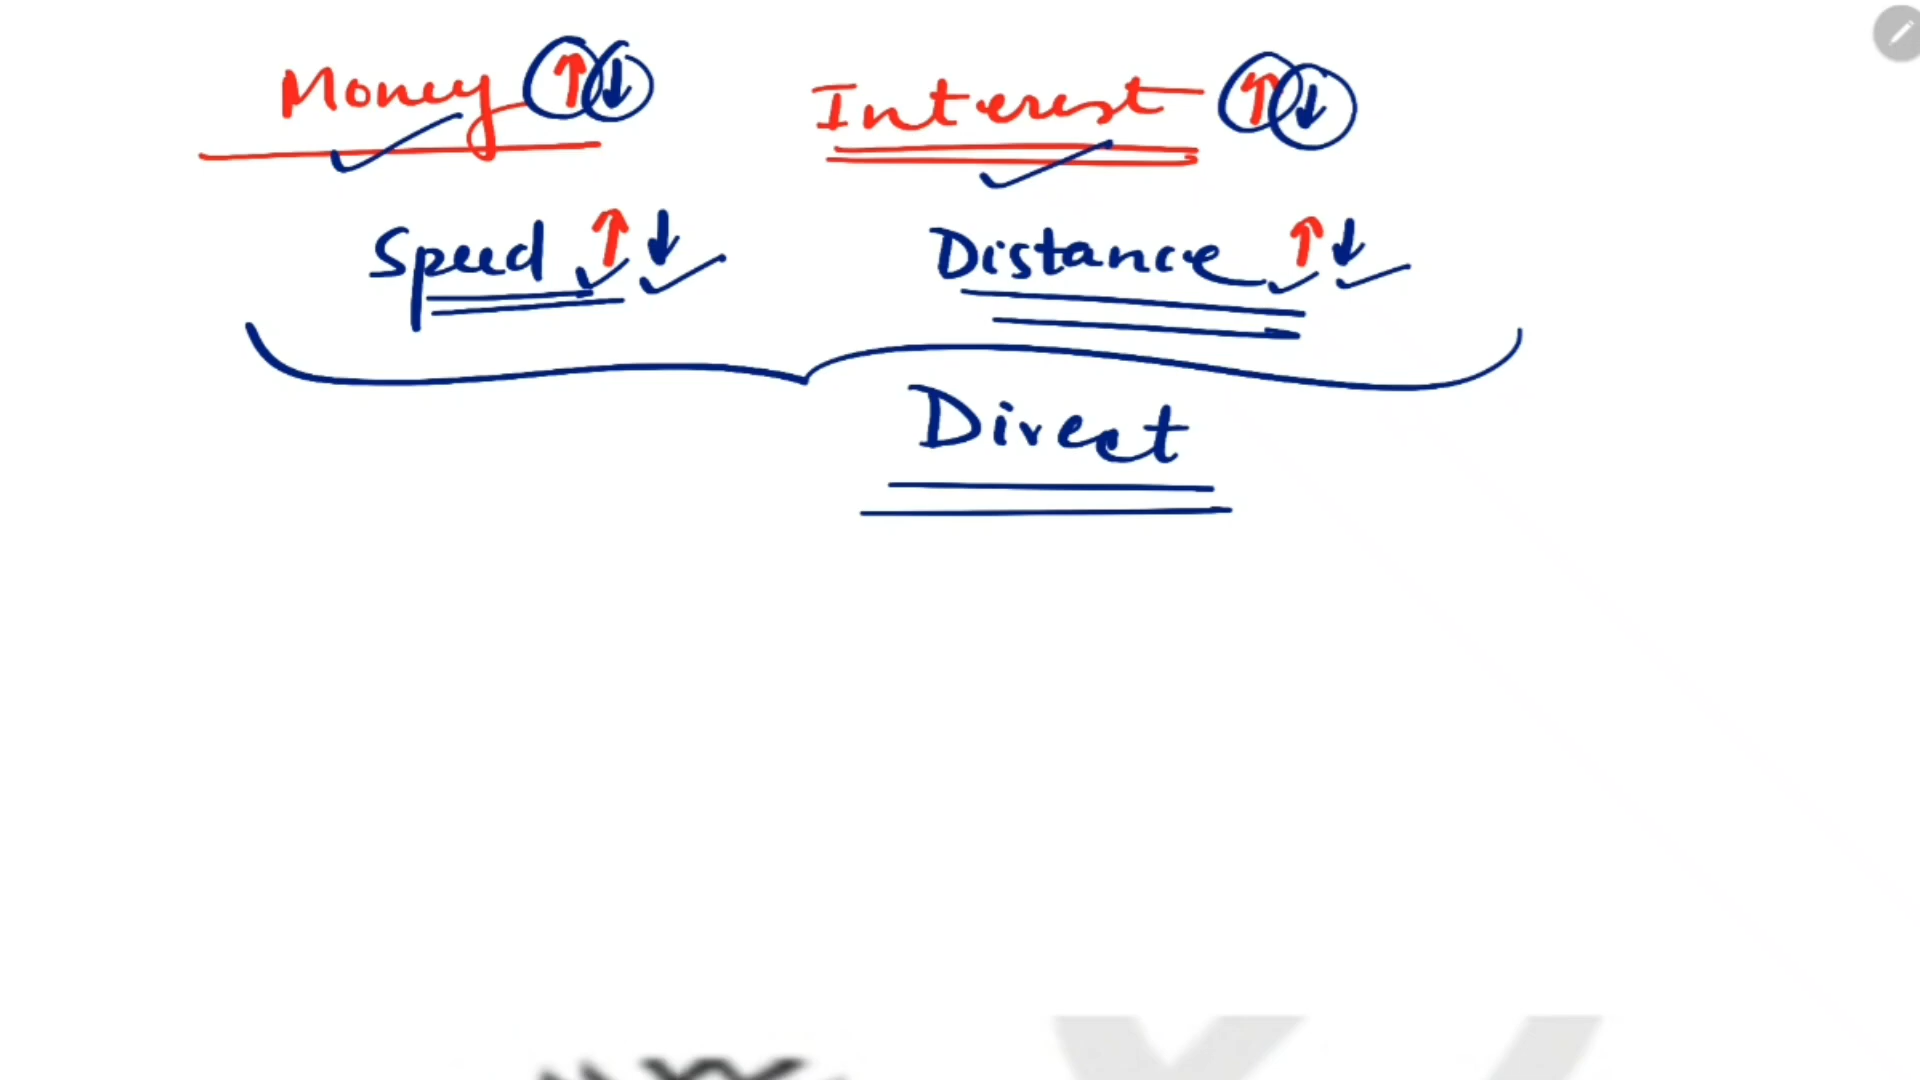 Money ↑↓ Interest ↑↓
Speed ↑↓ Distance ↑↓
Direct